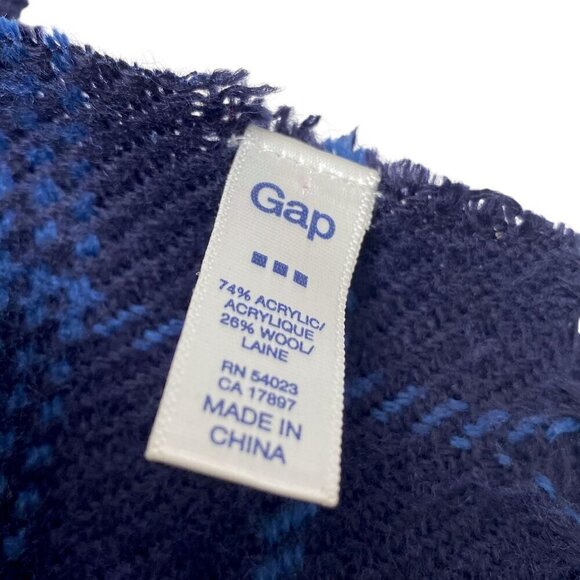 Gap
74% ACRYLIC/
ACRYLIQUE
26% WOOL/
LAINE
RN 54023
CA 17897
MADE IN
CHINA